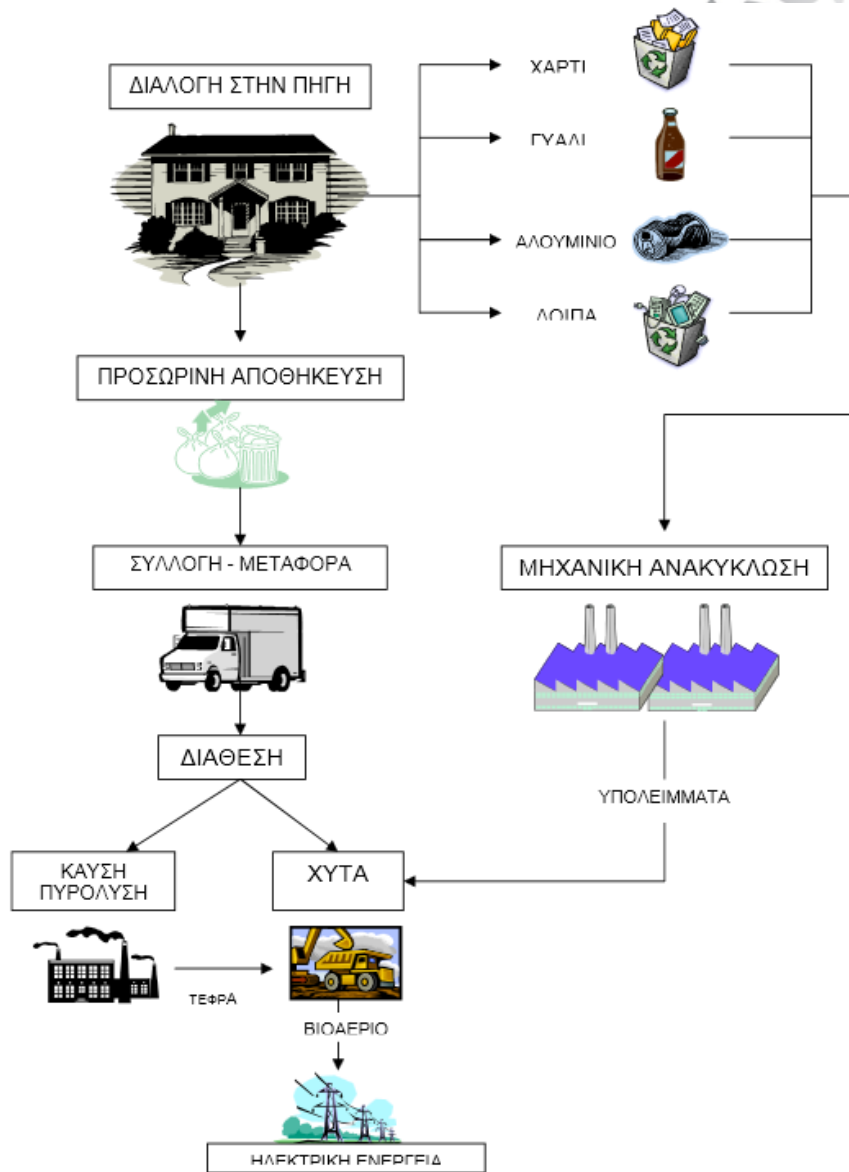 ΔΙΑΛΟΓΗ ΣΤΗΝ ΠΗΓΗ
ΧΑΡΤΙ
ΓΥΑΛΙ
ΑΛΟΥΜΙΝΙΟ
ΛΟΙΠΑ
ΠΡΟΣΩΡΙΝΗ ΑΠΟΘΗΚΕΥΣΗ
ΣΥΛΛΟΓΗ - ΜΕΤΑΦΟΡΑ
ΜΗΧΑΝΙΚΗ ΑΝΑΚΥΚΛΩΣΗ
ΔΙΑΘΕΣΗ
ΥΠΟΛΕΙΜΜΑΤΑ
ΚΑΥΣΗ
ΠΥΡΟΛΥΣΗ
ΧΥΤΑ
ΤΕΦΡΑ
ΒΙΟΑΕΡΙΟ
ΗΛΕΚΤΡΙΚΗ ΕΝΕΡΓΕΙΑ